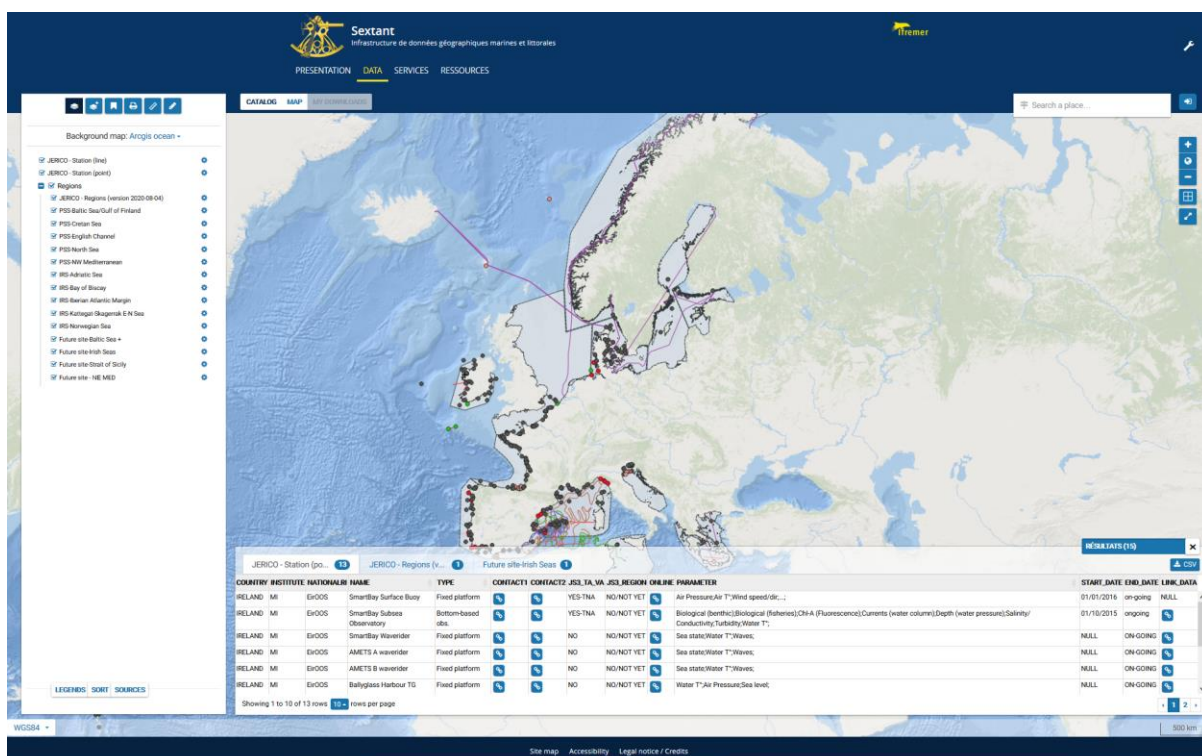 Sextant
Infrastructure de données géographiques marines et littorales
ifremer
PRESENTATION DATA SERVICES RESSOURCES
CATALOG MAP MY DOWNLOADS
Search a place...
Background map: Arcgis ocean
JERICO - Station (line)
JERICO - Station (point)
Regions
JERICO - Regions (version 2020-08-04)
PSS-Baltic Sea/Gulf of Finland
PSS-Cretan Sea
PSS-English Channel
PSS-North Sea
PSS-NW Mediterranean
IRS-Adriatic Sea
IRS-Bay of Biscay
IRS-Iberian Atlantic Margin
IRS-Kattegat-Skagerrak E-N Sea
IRS-Norwegian Sea
Future site-Baltic Sea +
Future site-Irish Seas
Future site-Strait of Sicily
Future site - NE MED
LEGENDS SORT SOURCES
RÉSULTATS (15)
JERICO - Station (po... 13 JERICO - Regions (v... 1 Future site-Irish Seas 1
CSV
COUNTRY INSTITUTE NATIONALRI NAME TYPE CONTACT1 CONTACT2 JS3_TA_VA JS3_REGION ONLINE PARAMETER START_DATE END_DATE LINK_DATA
IRELAND MI EirOOS SmartBay Surface Buoy Fixed platform YES-TNA NO/NOT YET Air Pressure;Air T°;Wind speed/dir;...; 01/01/2016 on-going NULL
IRELAND MI EirOOS SmartBay Subsea Observatory Bottom-based obs. YES-TNA NO/NOT YET Biological (benthic);Biological (fisheries);Chl-A (Fluorescence);Currents (water column);Depth (water pressure);Salinity/Conductivity;Turbidity;Water T°; 01/10/2015 ongoing
IRELAND MI EirOOS SmartBay Waverider Fixed platform NO NO/NOT YET Sea state;Water T°;Waves; NULL ON-GOING
IRELAND MI EirOOS AMETS A waverider Fixed platform NO NO/NOT YET Sea state;Water T°;Waves; NULL ON-GOING
IRELAND MI EirOOS AMETS B waverider Fixed platform NO NO/NOT YET Sea state;Water T°;Waves; NULL ON-GOING
IRELAND MI EirOOS Ballyglass Harbour TG Fixed platform NO NO/NOT YET Water T°;Air Pressure;Sea level; NULL ON-GOING
Showing 1 to 10 of 13 rows 10 rows per page
1 2
WGS84
500 km
Site map Accessibility Legal notice / Credits